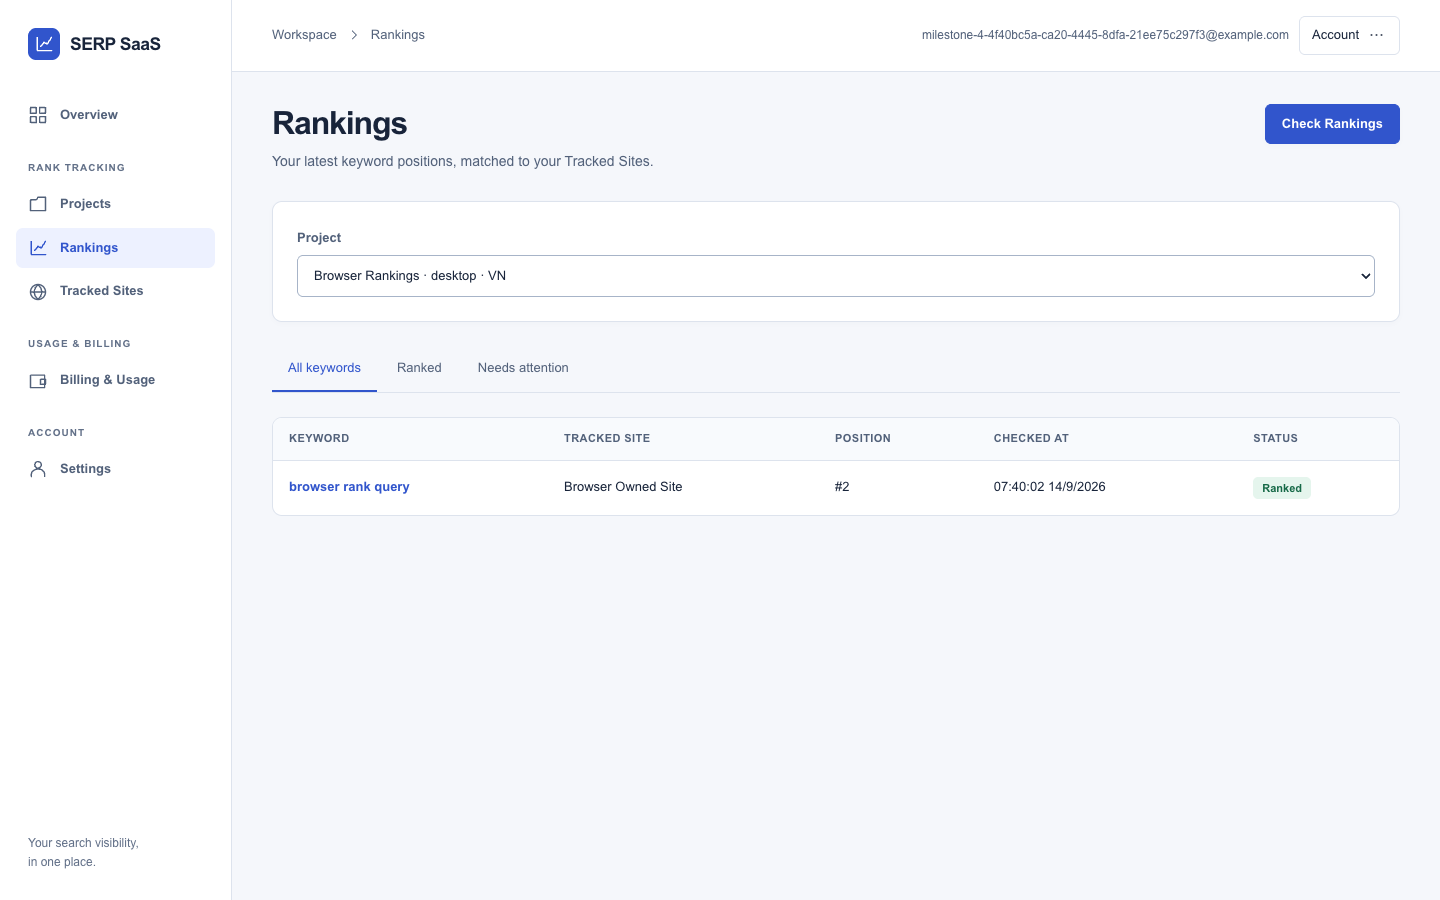 SERP SaaS
Overview
RANK TRACKING
Projects
Rankings
Tracked Sites
USAGE & BILLING
Billing & Usage
ACCOUNT
Settings
Your search visibility,
in one place.
Workspace > Rankings
milestone-4-4f40bc5a-ca20-4445-8dfa-21ee75c297f3@example.com
Account ···
Rankings
Check Rankings
Your latest keyword positions, matched to your Tracked Sites.
Project
Browser Rankings · desktop · VN
All keywords Ranked Needs attention
KEYWORD TRACKED SITE POSITION CHECKED AT STATUS
browser rank query Browser Owned Site #2 07:40:02 14/9/2026 Ranked